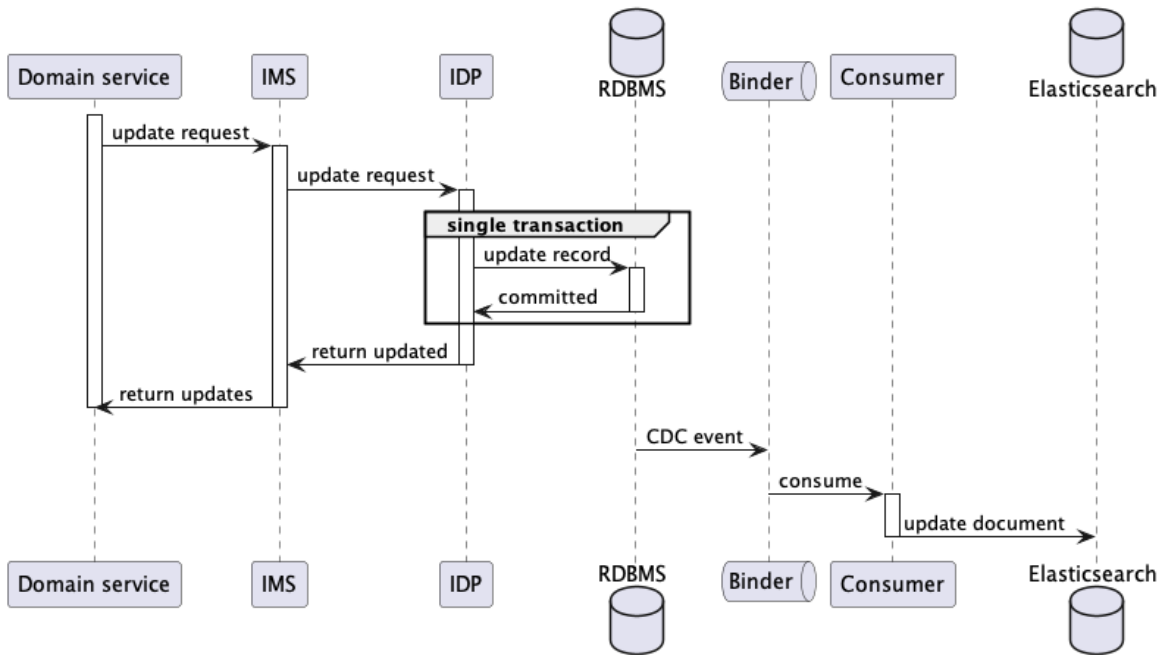 Domain service
IMS
IDP
RDBMS
Binder
Consumer
Elasticsearch
update request
update request
single transaction
update record
committed
return updated
return updates
CDC event
consume
update document
Domain service
IMS
IDP
RDBMS
Binder
Consumer
Elasticsearch